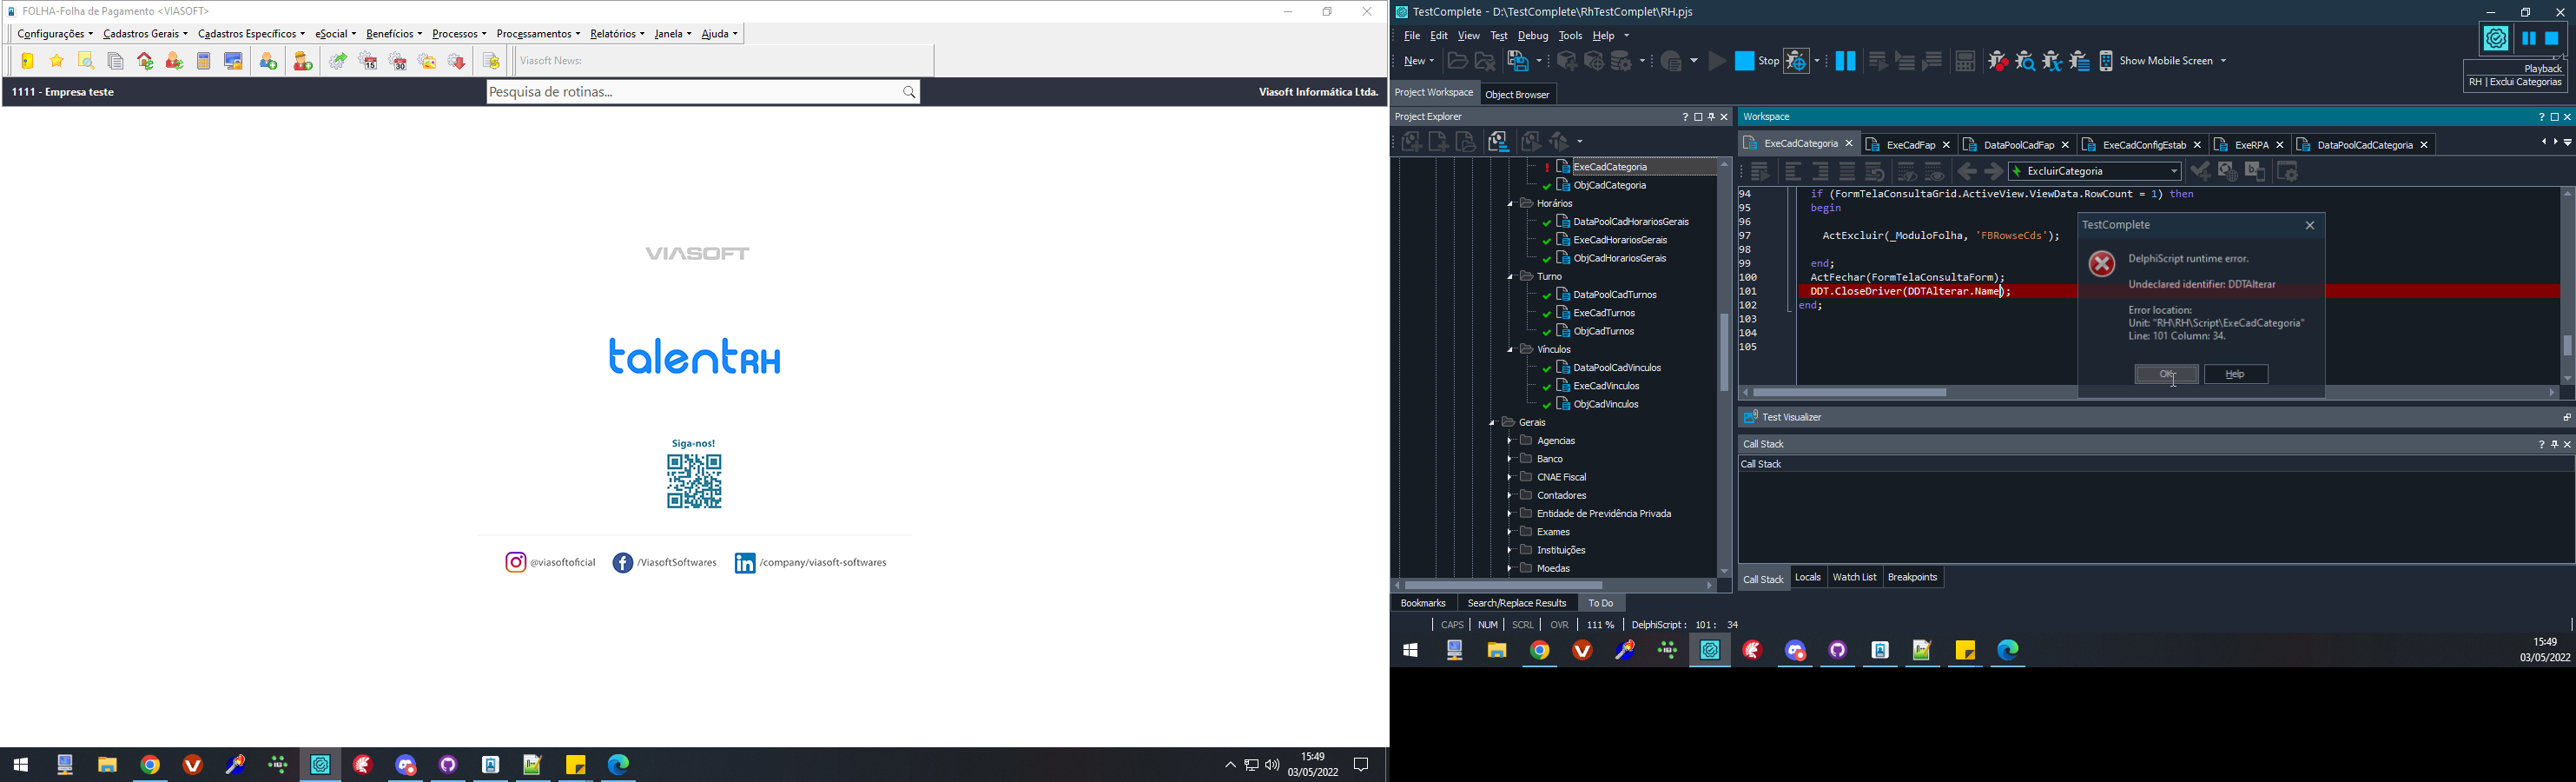 FOLHA-Folha de Pagamento <VIASOFT>
Configurações Cadastros Gerais Cadastros Específicos eSocial Benefícios Processos Processamentos Relatórios Janela Ajuda
15 30
Viasoft News:
1111 - Empresa teste
Pesquisa de rotinas...
Viasoft Informática Ltda.
VIASOFT
talentRH
Siga-nos!
@viasoftoficial /ViasoftSoftwares /company/viasoft-softwares
15:49
03/05/2022
TestComplete - D:\TestComplete\RhTestComplet\RH.pjs
File Edit View Test Debug Tools Help
New Stop Show Mobile Screen
Playback
RH | Exclui Categorias
Project Workspace Object Browser
Project Explorer
ExeCadCategoria
ObjCadCategoria
Horários
DataPoolCadHorariosGerais
ExeCadHorariosGerais
ObjCadHorariosGerais
Turno
DataPoolCadTurnos
ExeCadTurnos
ObjCadTurnos
Vínculos
DataPoolCadVinculos
ExeCadVinculos
ObjCadVinculos
Gerais
Agencias
Banco
CNAE Fiscal
Contadores
Entidade de Previdência Privada
Exames
Instituições
Moedas
Bookmarks Search/Replace Results To Do
Workspace
ExeCadCategoria ExeCadFap DataPoolCadFap ExeCadConfigEstab ExeRPA DataPoolCadCategoria
ExcluirCategoria
94 if (FormTelaConsultaGrid.ActiveView.ViewData.RowCount = 1) then
95 begin
96
97 ActExcluir(_ModuloFolha, 'FBRowseCds');
98
99 end;
100 ActFechar(FormTelaConsultaForm);
101 DDT.CloseDriver(DDTAlterar.Name);
102 end;
103
104
105
TestComplete
DelphiScript runtime error.
Undeclared identifier: DDTAlterar
Error location:
Unit: "RH\RH\Script\ExeCadCategoria"
Line: 101 Column: 34.
OK Help
Test Visualizer
Call Stack
Call Stack
Call Stack Locals Watch List Breakpoints
CAPS NUM SCRL OVR 111 % DelphiScript : 101 : 34
15:49
03/05/2022